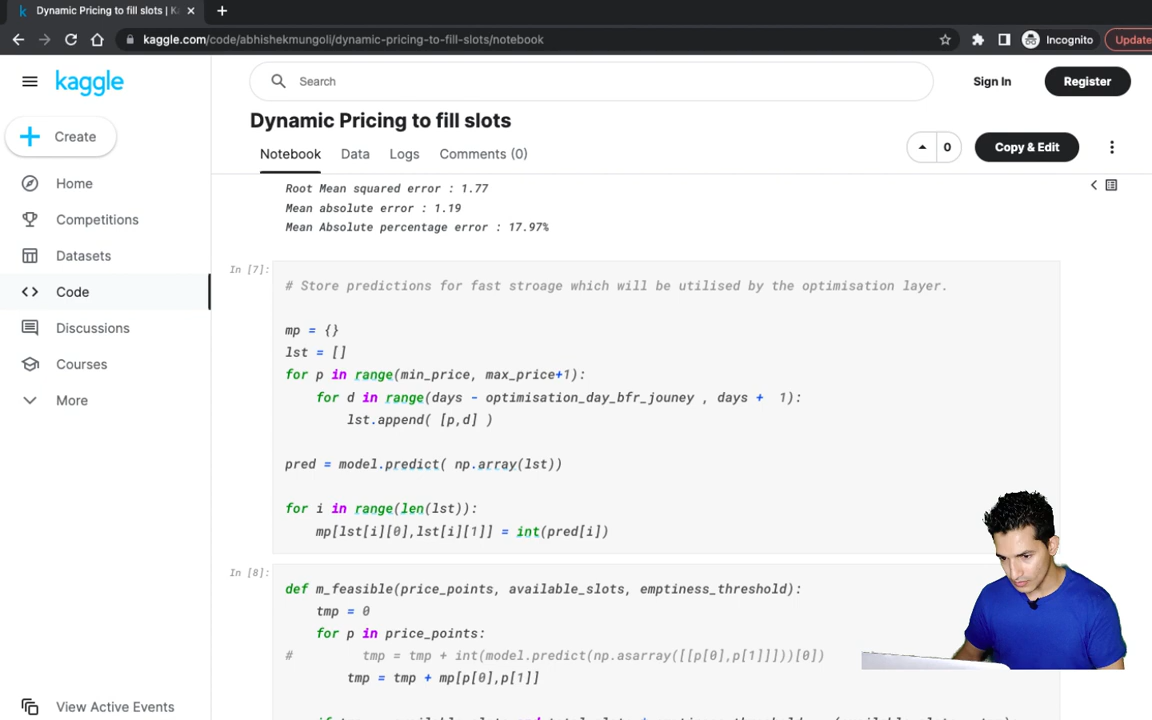 Dynamic Pricing to fill slots | Ka
kaggle.com/code/abhishekmungoli/dynamic-pricing-to-fill-slots/notebook
Incognito
Update
kaggle
Search
Sign In
Register
Create
Home
Competitions
Datasets
Code
Discussions
Courses
More
View Active Events
Dynamic Pricing to fill slots
Notebook Data Logs Comments (0)
0
Copy & Edit
Root Mean squared error : 1.77
Mean absolute error : 1.19
Mean Absolute percentage error : 17.97%
In [7]:
# Store predictions for fast stroage which will be utilised by the optimisation layer.
mp = {}
lst = []
for p in range(min_price, max_price+1):
for d in range(days - optimisation_day_bfr_jouney , days + 1):
lst.append( [p,d] )
pred = model.predict( np.array(lst))
for i in range(len(lst)):
mp[lst[i][0],lst[i][1]] = int(pred[i])
In [8]:
def m_feasible(price_points, available_slots, emptiness_threshold):
tmp = 0
for p in price_points:
# tmp = tmp + int(model.predict(np.asarray([[p[0],p[1]]]))[0])
tmp = tmp + mp[p[0],p[1]]